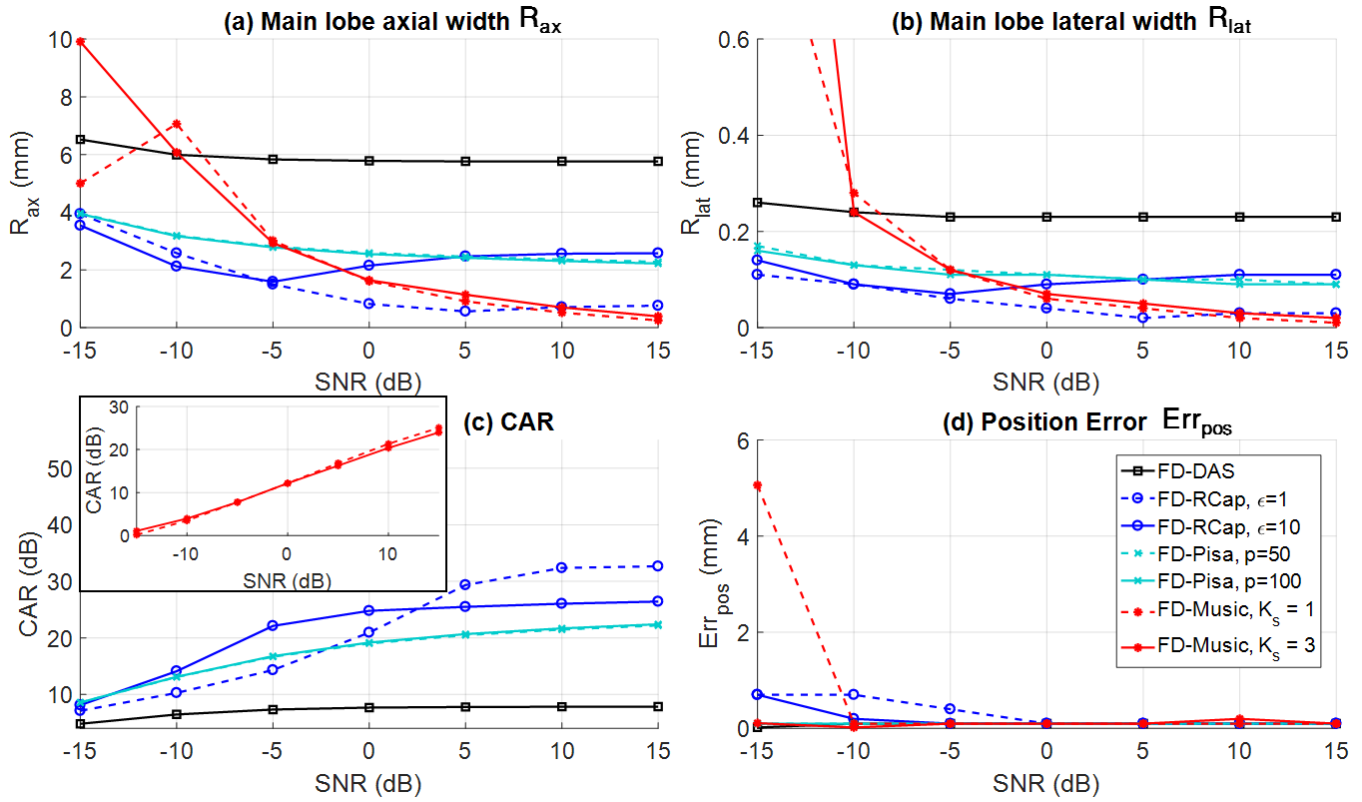 (a) Main lobe axial width R_ax
10
8
6
4
2
0
R_ax (mm)
-15 -10 -5 0 5 10 15
SNR (dB)
(b) Main lobe lateral width R_lat
0.6
0.4
0.2
0
R_lat (mm)
-15 -10 -5 0 5 10 15
SNR (dB)
(c) CAR
50
40
30
20
10
CAR (dB)
-15 -10 -5 0 5 10 15
SNR (dB)
30
20
10
0
CAR (dB)
-10 0 10
SNR (dB)
(d) Position Error Err_pos
6
4
2
0
Err_pos (mm)
-15 -10 -5 0 5 10 15
SNR (dB)
FD-DAS
FD-RCap, ϵ=1
FD-RCap, ϵ=10
FD-Pisa, p=50
FD-Pisa, p=100
FD-Music, K_s = 1
FD-Music, K_s = 3